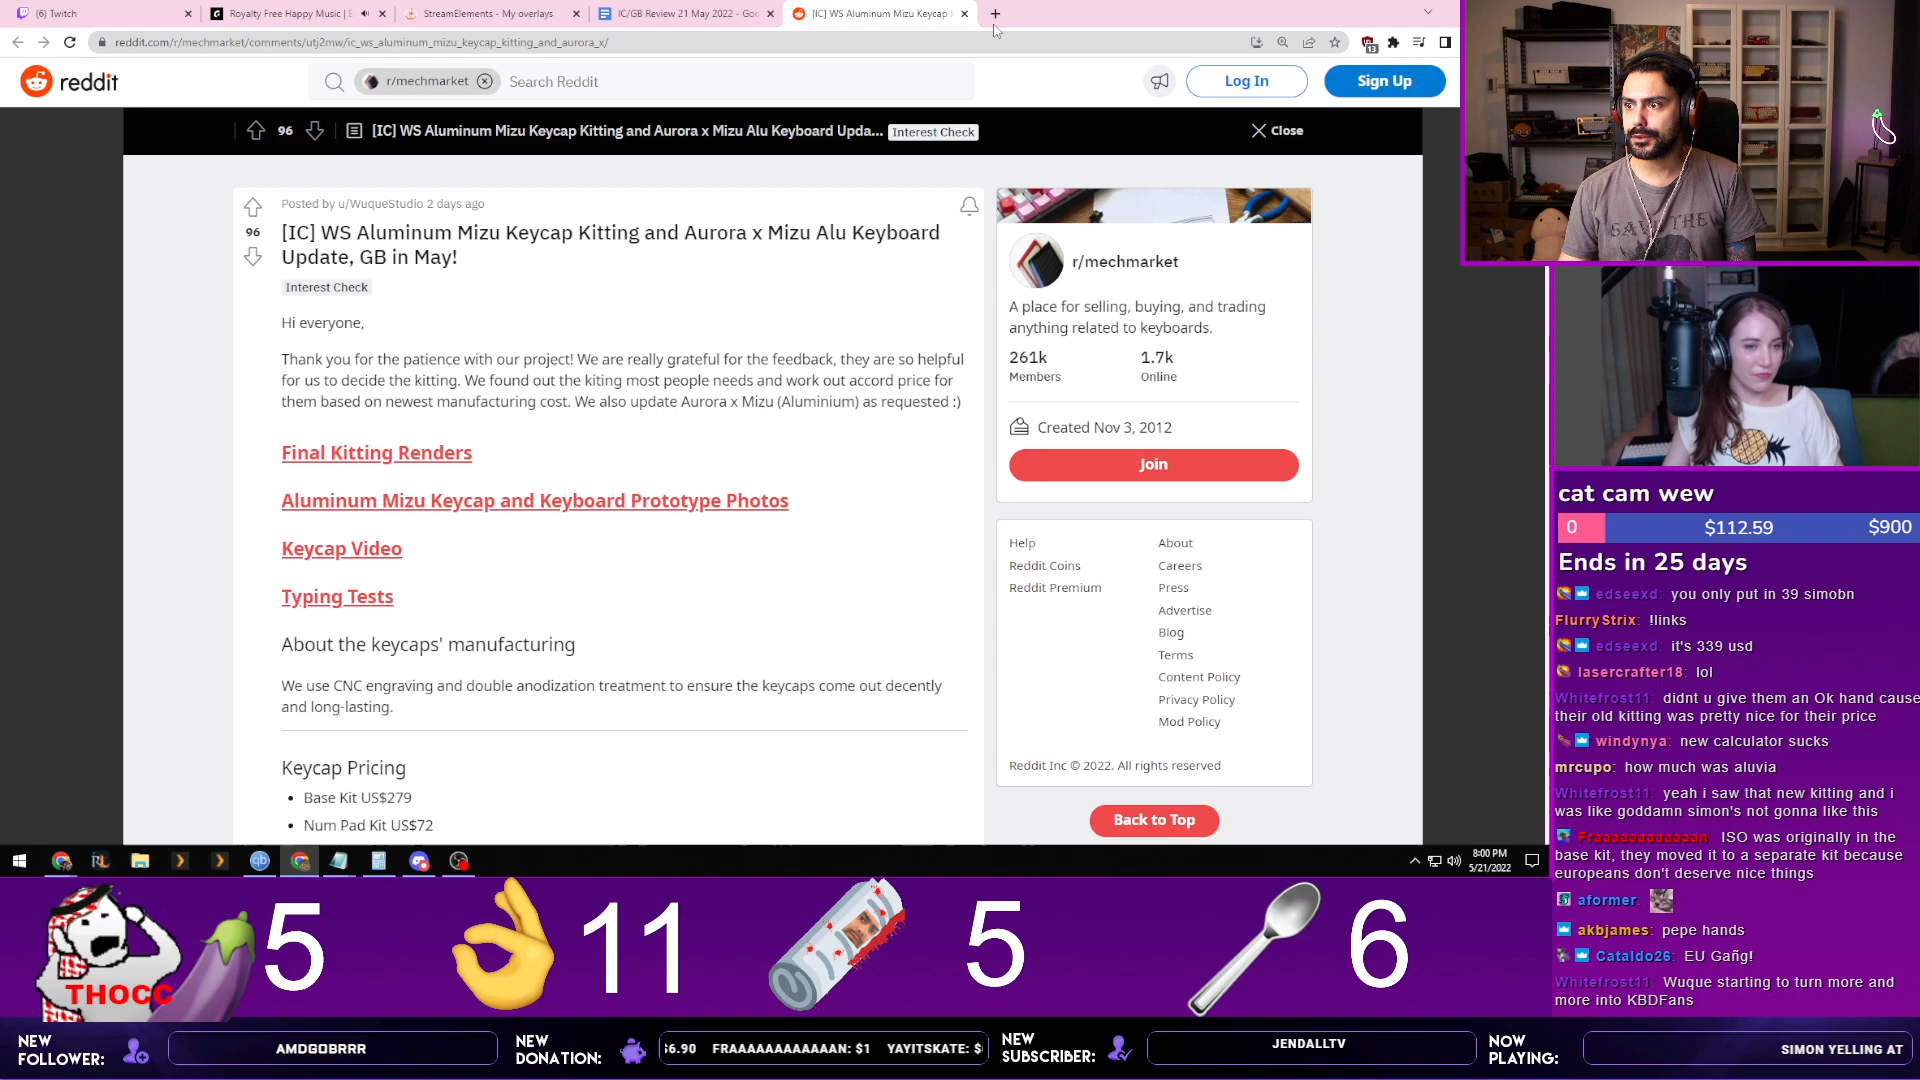 (6) Twitch
Royalty Free Happy Music | E
StreamElements - My overlays
IC/GB Review 21 May 2022 - Goo
[IC] WS Aluminum Mizu Keycap
reddit.com/r/mechmarket/comments/utj2mw/ic_ws_aluminum_mizu_keycap_kitting_and_aurora_x/
13
reddit
r/mechmarket
Search Reddit
Log In
Sign Up
96
[IC] WS Aluminum Mizu Keycap Kitting and Aurora x Mizu Alu Keyboard Upda...
Interest Check
Close
Posted by u/WuqueStudio 2 days ago
96
[IC] WS Aluminum Mizu Keycap Kitting and Aurora x Mizu Alu Keyboard
Update, GB in May!
Interest Check
Hi everyone,
Thank you for the patience with our project! We are really grateful for the feedback, they are so helpful
for us to decide the kitting. We found out the kiting most people needs and work out accord price for
them based on newest manufacturing cost. We also update Aurora x Mizu (Aluminium) as requested :)
Final Kitting Renders
Aluminum Mizu Keycap and Keyboard Prototype Photos
Keycap Video
Typing Tests
About the keycaps' manufacturing
We use CNC engraving and double anodization treatment to ensure the keycaps come out decently
and long-lasting.
Keycap Pricing
• Base Kit US$279
• Num Pad Kit US$72
r/mechmarket
A place for selling, buying, and trading
anything related to keyboards.
261k
Members
1.7k
Online
Created Nov 3, 2012
Join
Help
Reddit Coins
Reddit Premium
About
Careers
Press
Advertise
Blog
Terms
Content Policy
Privacy Policy
Mod Policy
Reddit Inc © 2022. All rights reserved
Back to Top
8:00 PM
5/21/2022
SAVE THE
cat cam wew
0 $112.59 $900
Ends in 25 days
edseexd: you only put in 39 simobn
FlurryStrix: !links
edseexd: it's 339 usd
lasercrafter18: lol
Whitefrost11: didnt u give them an Ok hand cause
their old kitting was pretty nice for their price
windynya: new calculator sucks
mrcupo: how much was aluvia
Whitefrost11: yeah i saw that new kitting and i
was like goddamn simon's not gonna like this
Fraaaaaaaaaaaan: ISO was originally in the
base kit, they moved it to a separate kit because
europeans don't deserve nice things
aformer:
akbjames: pepe hands
Cataldo26: EU Gañg!
Whitefrost11: Wuque starting to turn more and
more into KBDFans
THOCC
5
11
5
6
NEW
FOLLOWER:
AMDGOBRRR
NEW
DONATION:
$6.90 FRAAAAAAAAAAAN: $1 YAYITSKATE: $
NEW
SUBSCRIBER:
JENDALLTV
NOW
PLAYING:
SIMON YELLING AT